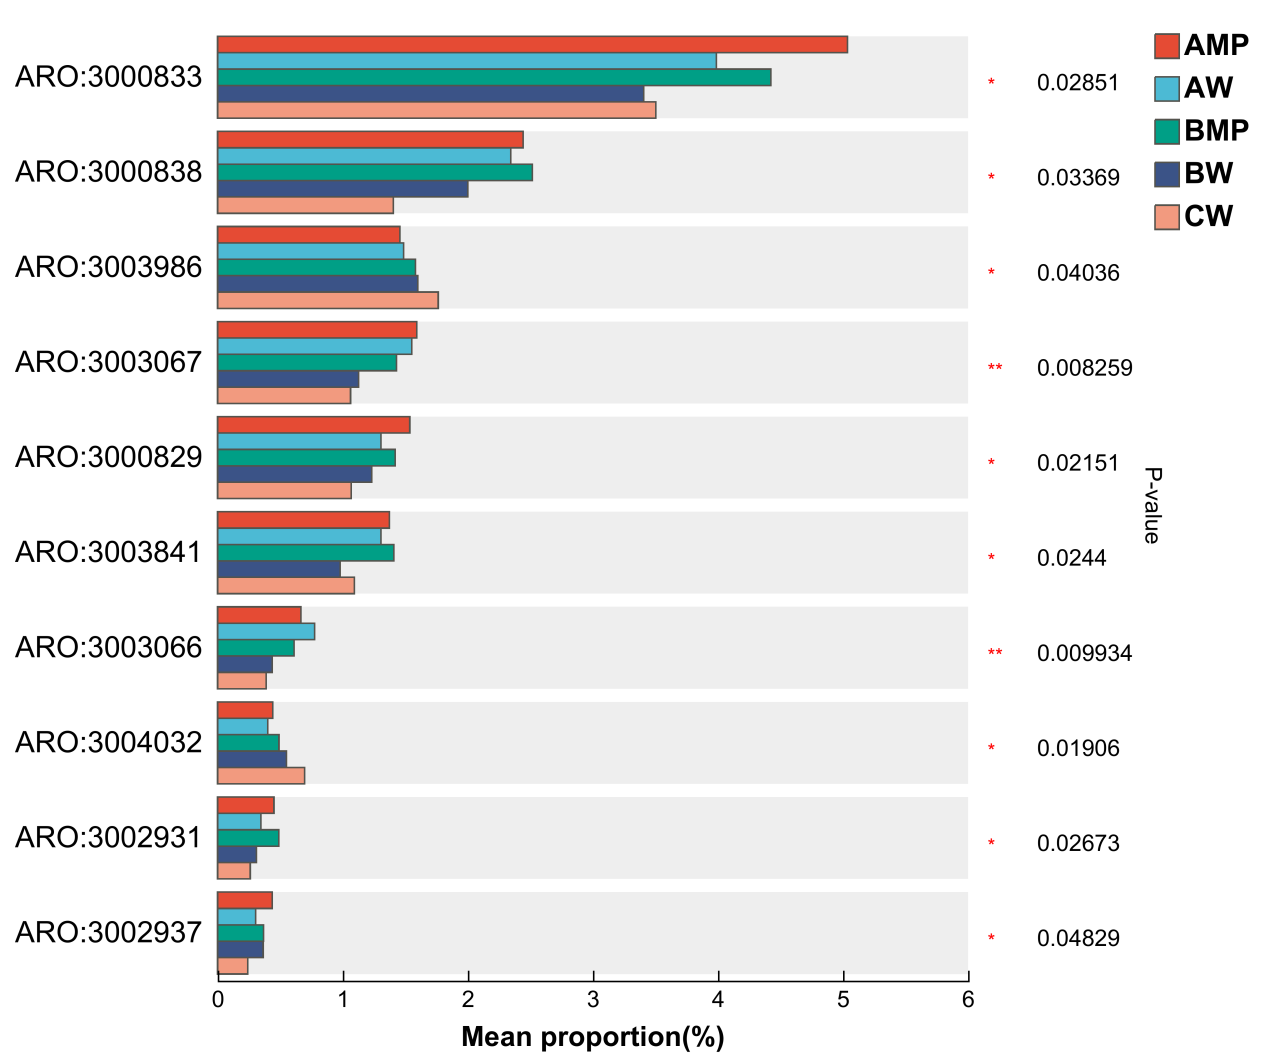 ARO:3000833 * 0.02851
ARO:3000838 * 0.03369
ARO:3003986 * 0.04036
ARO:3003067 ** 0.008259
ARO:3000829 * 0.02151
ARO:3003841 * 0.0244
ARO:3003066 ** 0.009934
ARO:3004032 * 0.01906
ARO:3002931 * 0.02673
ARO:3002937 * 0.04829
0 1 2 3 4 5 6
Mean proportion(%)
P-value
AMP
AW
BMP
BW
CW